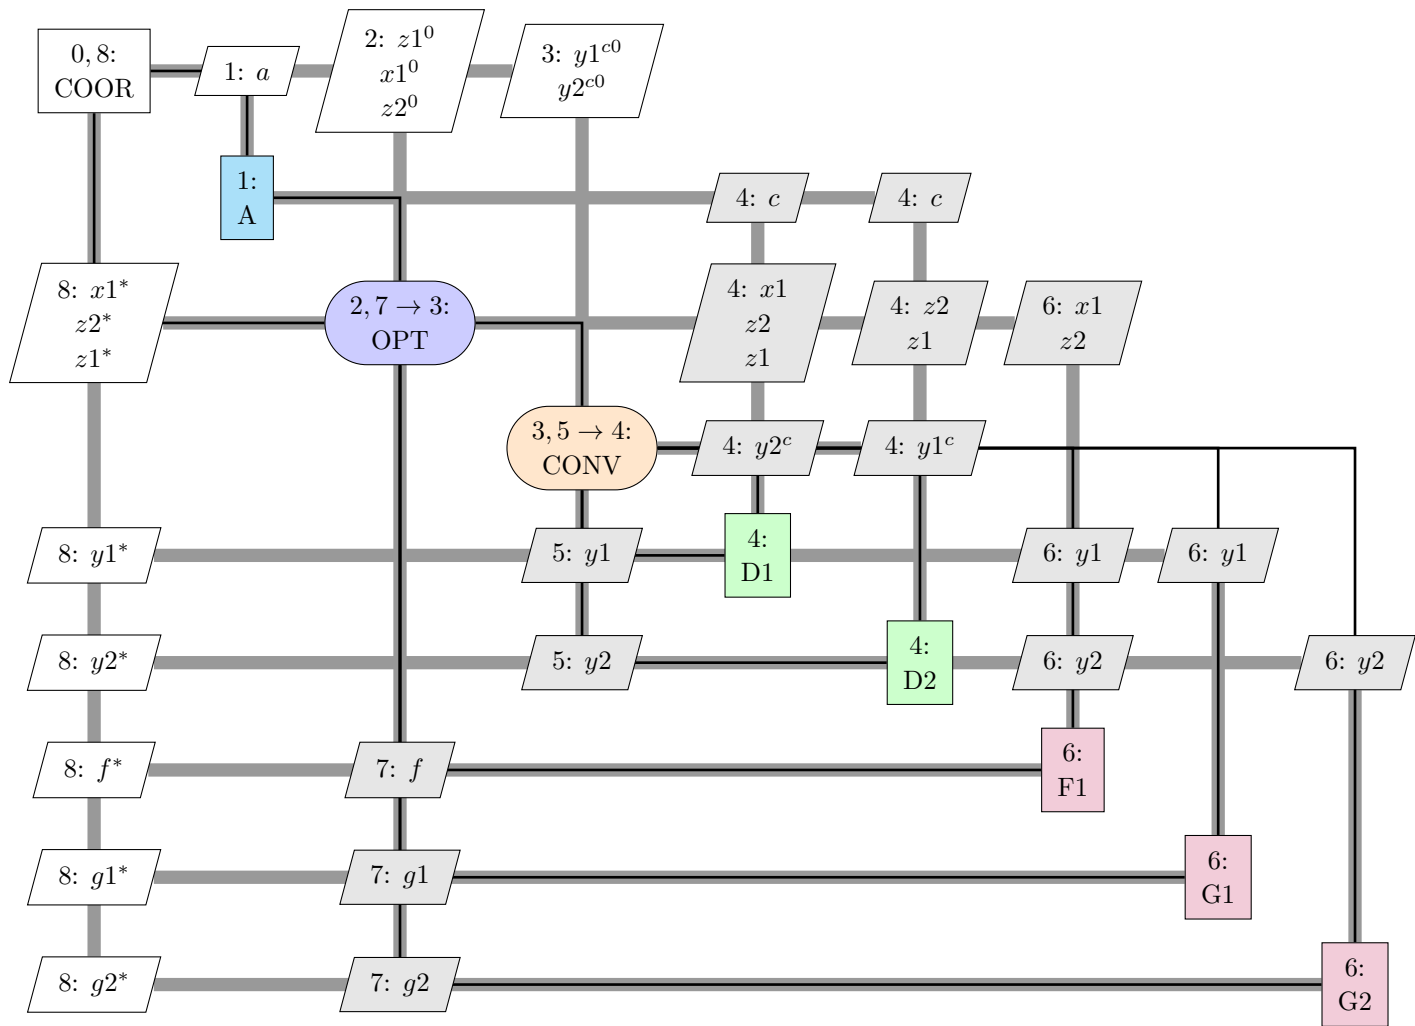 0, 8:
COOR
1: a
2: z1⁰
x1⁰
z2⁰
3: y1ᶜ⁰
y2ᶜ⁰
1:
A
4: c
4: c
8: x1*
z2*
z1*
2, 7 → 3:
OPT
4: x1
z2
z1
4: z2
z1
6: x1
z2
3, 5 → 4:
CONV
4: y2ᶜ
4: y1ᶜ
8: y1*
5: y1
4:
D1
6: y1
6: y1
8: y2*
5: y2
4:
D2
6: y2
6: y2
8: f*
7: f
6:
F1
8: g1*
7: g1
6:
G1
8: g2*
7: g2
6:
G2